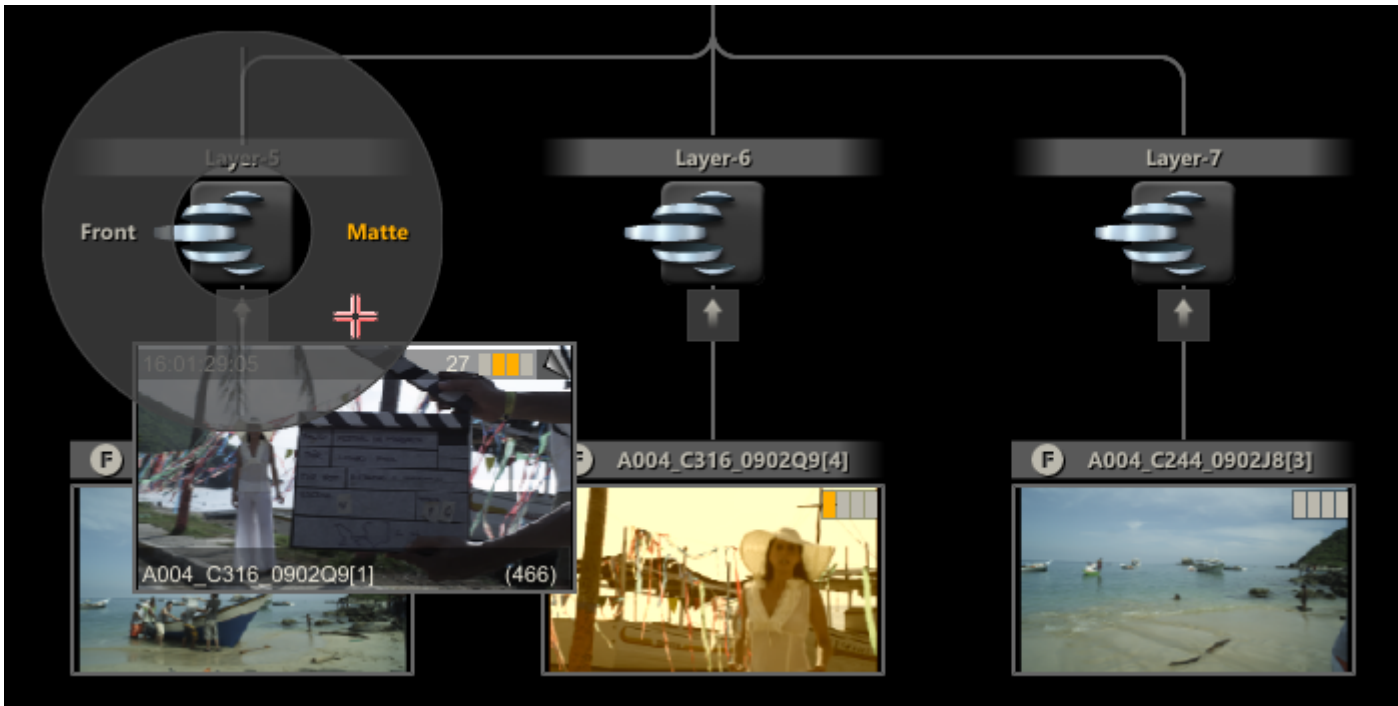 Layer-5
Layer-6
Layer-7
Front
Matte
16:01:29:05
27
F
F
A004_C316_0902Q9[4]
F
A004_C244_0902J8[3]
A004_C316_0902Q9[1]
(466)